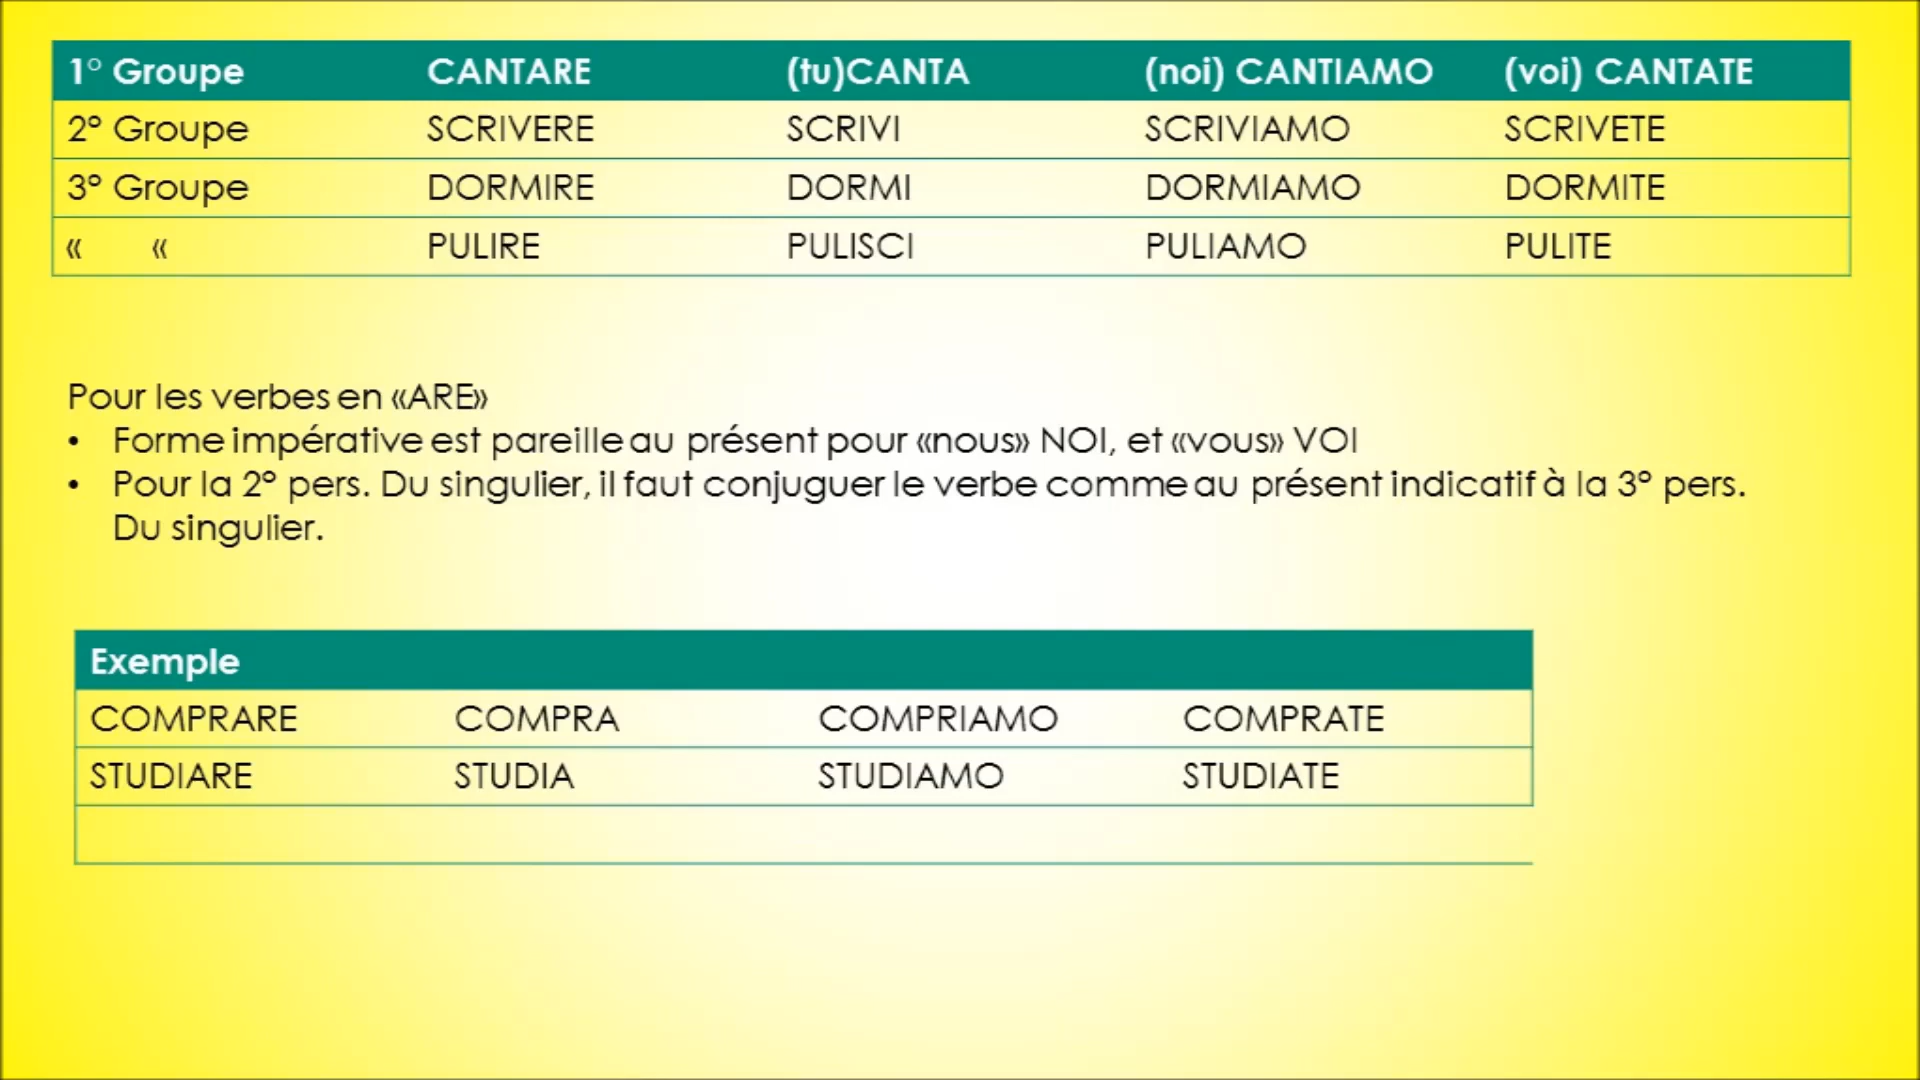 1° Groupe CANTARE (tu)CANTA (noi) CANTIAMO (voi) CANTATE
2° Groupe SCRIVERE SCRIVI SCRIVIAMO SCRIVETE
3° Groupe DORMIRE DORMI DORMIAMO DORMITE
« « PULIRE PULISCI PULIAMO PULITE
Pour les verbes en «ARE»
• Forme impérative est pareille au présent pour «nous» NOI, et «vous» VOI
• Pour la 2° pers. Du singulier, il faut conjuguer le verbe comme au présent indicatif à la 3° pers.
Du singulier.
Exemple
COMPRARE COMPRA COMPRIAMO COMPRATE
STUDIARE STUDIA STUDIAMO STUDIATE